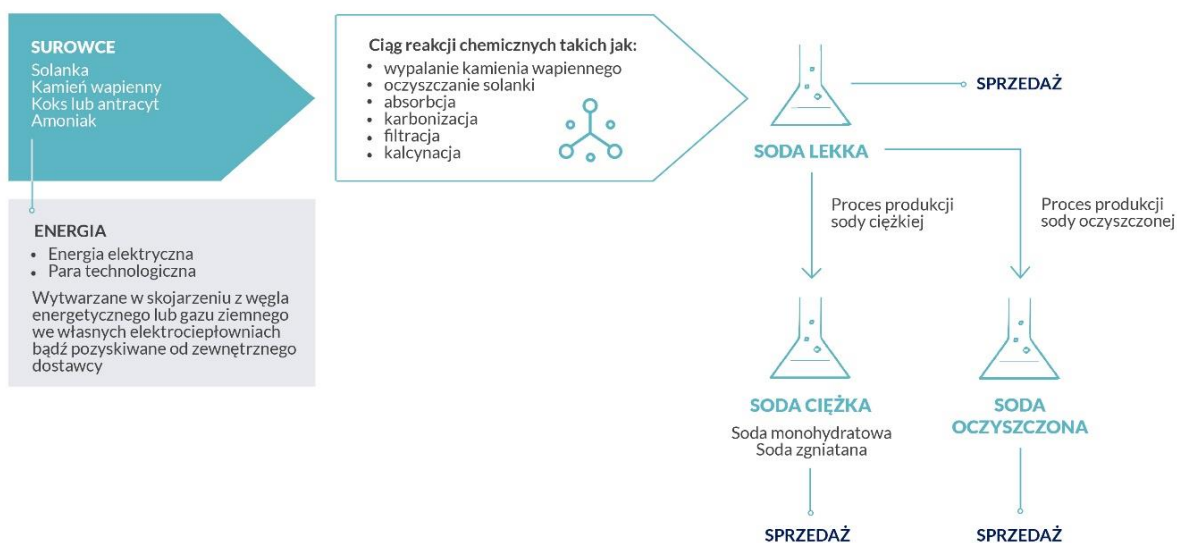 SUROWCE
Solanka
Kamień wapienny
Koks lub antracyt
Amoniak
ENERGIA
• Energia elektryczna
• Para technologiczna
Wytwarzane w skojarzeniu z węgla
energetycznego lub gazu ziemnego
we własnych elektrociepłowniach
bądź pozyskiwane od zewnętrznego
dostawcy
Ciąg reakcji chemicznych takich jak:
• wypalanie kamienia wapiennego
• oczyszczanie solanki
• absorbcja
• karbonizacja
• filtracja
• kalcynacja
SODA LEKKA
SPRZEDAŻ
Proces produkcji
sody ciężkiej
Proces produkcji
sody oczyszczonej
SODA CIĘŻKA
Soda monohydratowa
Soda zgniatana
SPRZEDAŻ
SODA
OCZYSZCZONA
SPRZEDAŻ